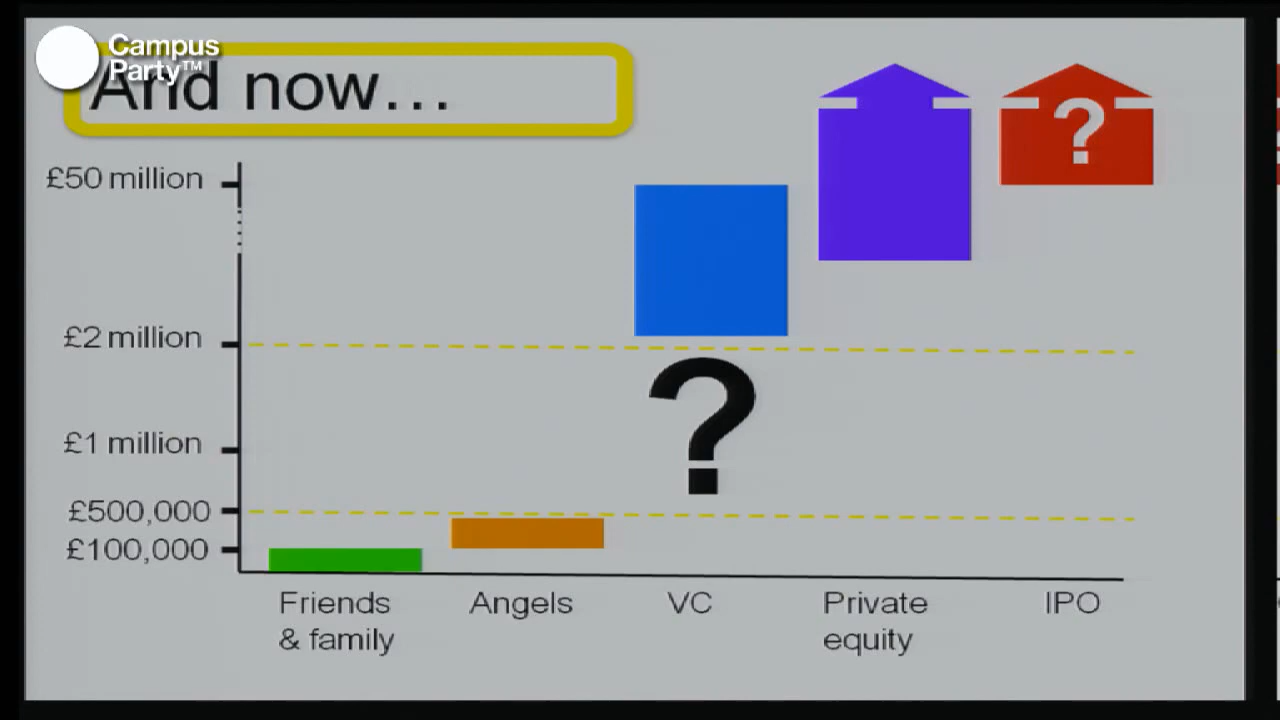 Campus
Party™
And now...
£50 million
£2 million
£1 million
£500,000
£100,000
?
?
Friends
& family
Angels
VC
Private
equity
IPO